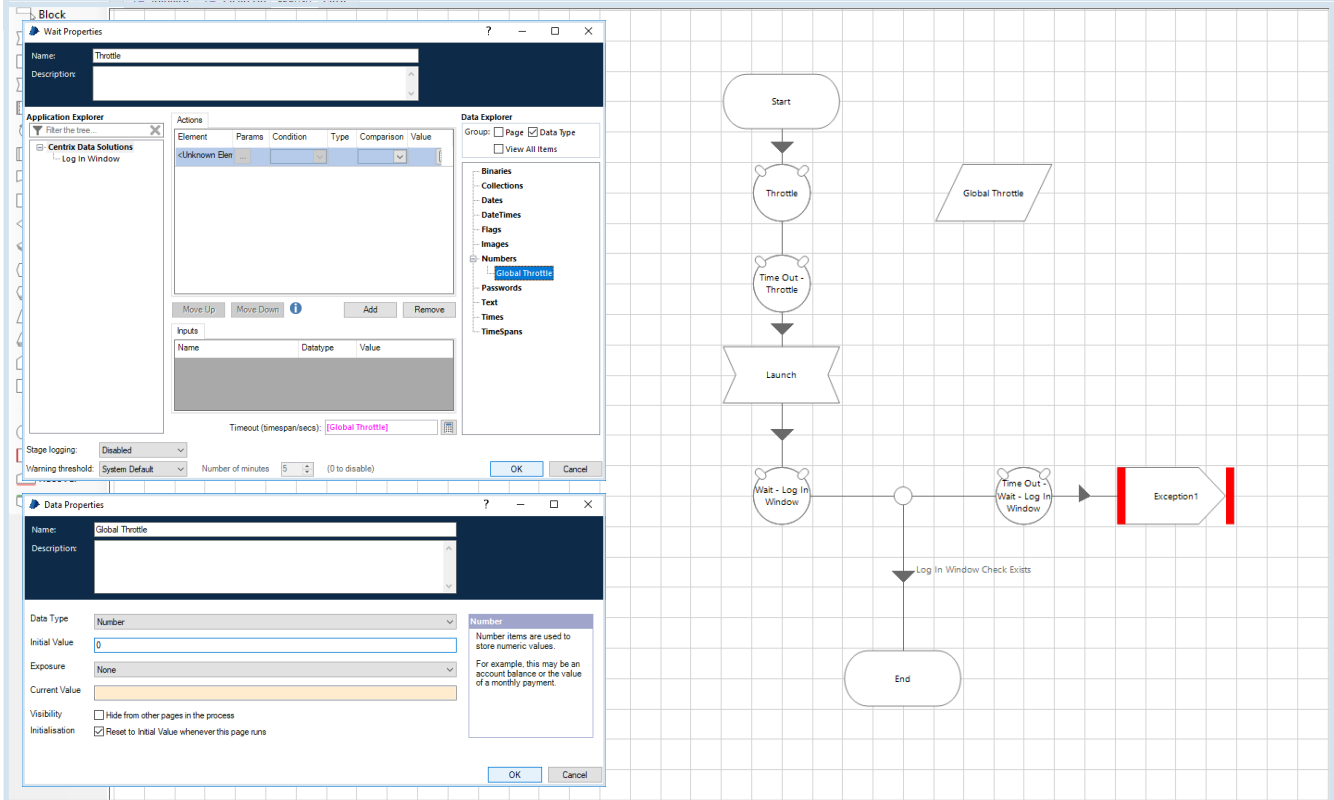 Block
Wait Properties
?
Name:
Throttle
Description:
Application Explorer
Filter the tree...
Centrix Data Solutions
Log In Window
Actions
Element Params Condition Type Comparison Value
<Unknown Elem
...
Move Up
Move Down
Add
Remove
Inputs
Name Datatype Value
Timeout (timespan/secs):
[Global Throttle]
Data Explorer
Group: Page Data Type
View All Items
Binaries
Collections
Dates
DateTimes
Flags
Images
Numbers
Global Throttle
Passwords
Text
Times
TimeSpans
Stage logging: Disabled
Warning threshold: System Default Number of minutes 5 (0 to disable)
OK
Cancel
Data Properties
?
Name:
Global Throttle
Description:
Data Type
Number
Initial Value
0
Exposure
None
Current Value
Visibility
Hide from other pages in the process
Initialisation
Reset to Initial Value whenever this page runs
Number
Number items are used to
store numeric values.
For example, this may be an
account balance or the value
of a monthly payment.
OK
Cancel
Start
Throttle
Global Throttle
Time Out -
Throttle
Launch
Wait - Log In
Window
Time Out -
Wait - Log In
Window
Exception1
Log In Window Check Exists
End